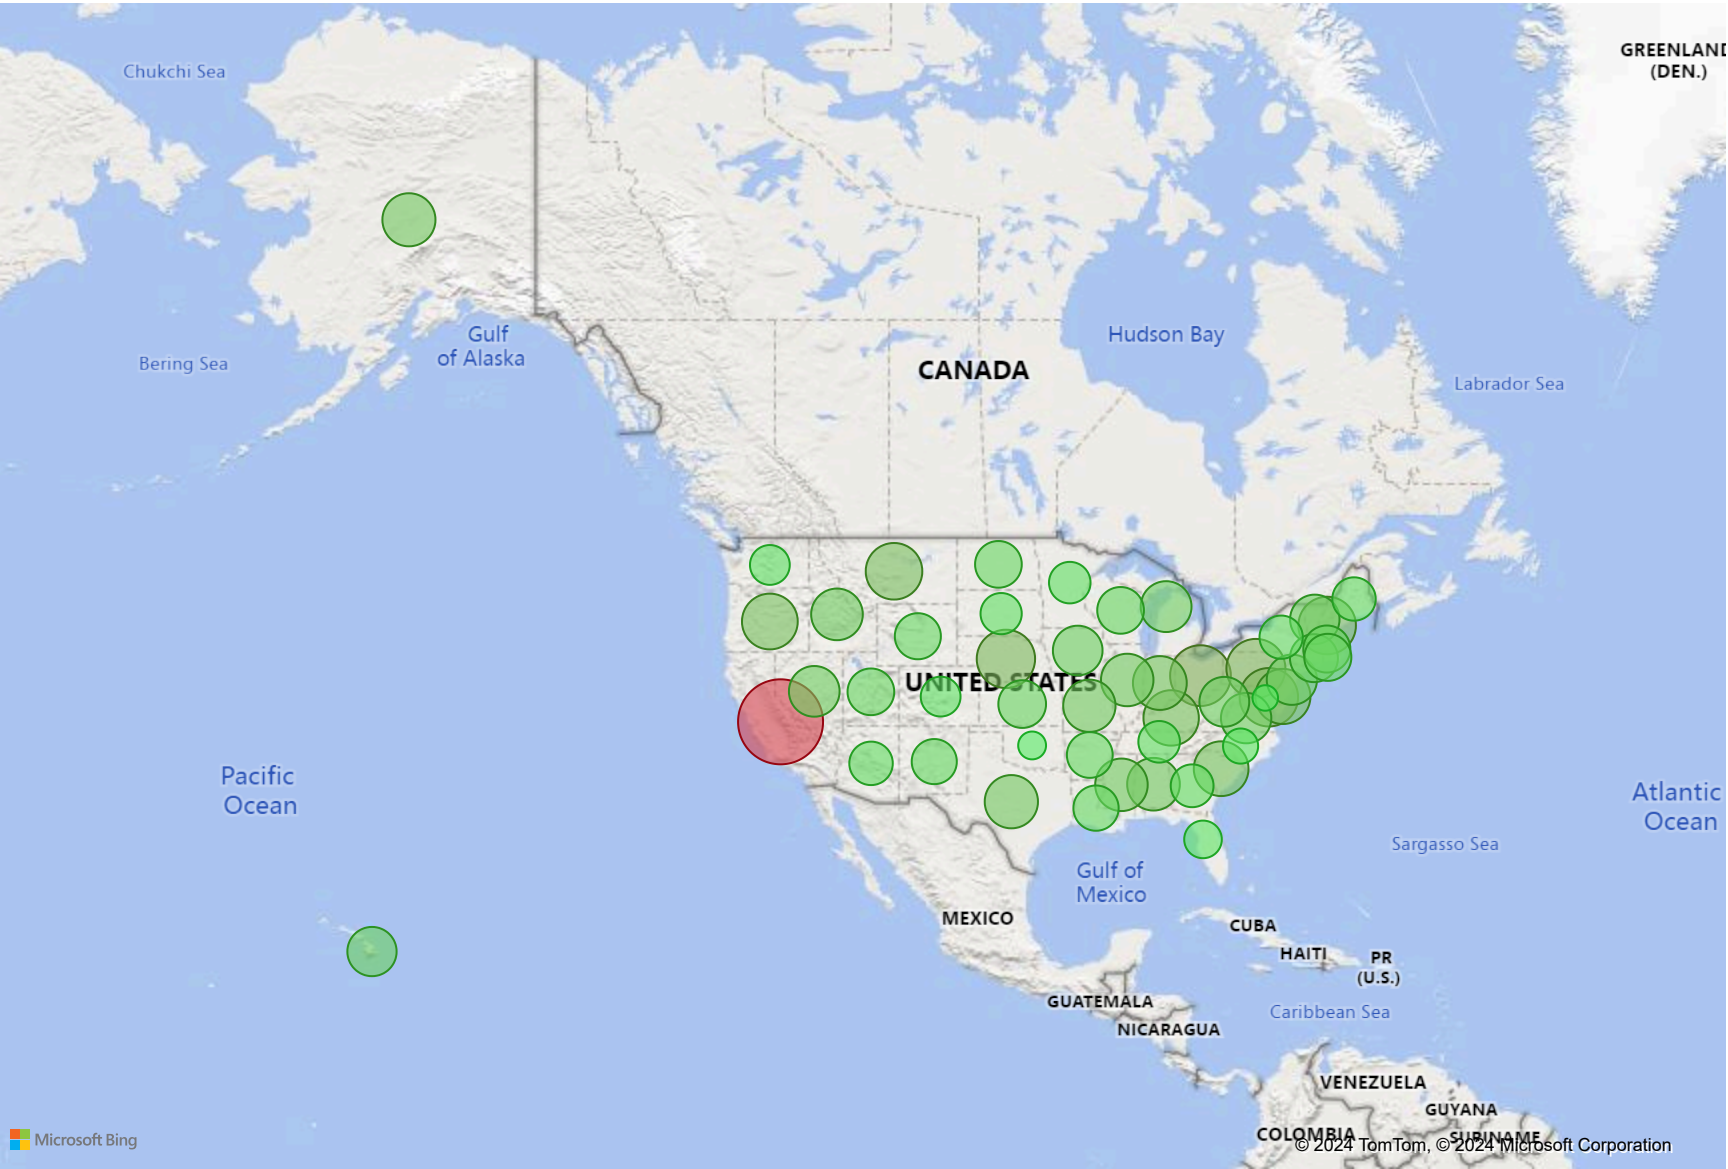 GREENLAND
(DEN.)
Chukchi Sea
Gulf
of Alaska
Hudson Bay
Bering Sea
CANADA
Labrador Sea
UNITED STATES
Pacific
Ocean
Atlantic
Ocean
Sargasso Sea
Gulf of
Mexico
MEXICO
CUBA
HAITI
PR
(U.S.)
GUATEMALA
Caribbean Sea
NICARAGUA
VENEZUELA
GUYANA
COLOMBIA
SURINAME
Microsoft Bing
© 2024 TomTom, © 2024 Microsoft Corporation